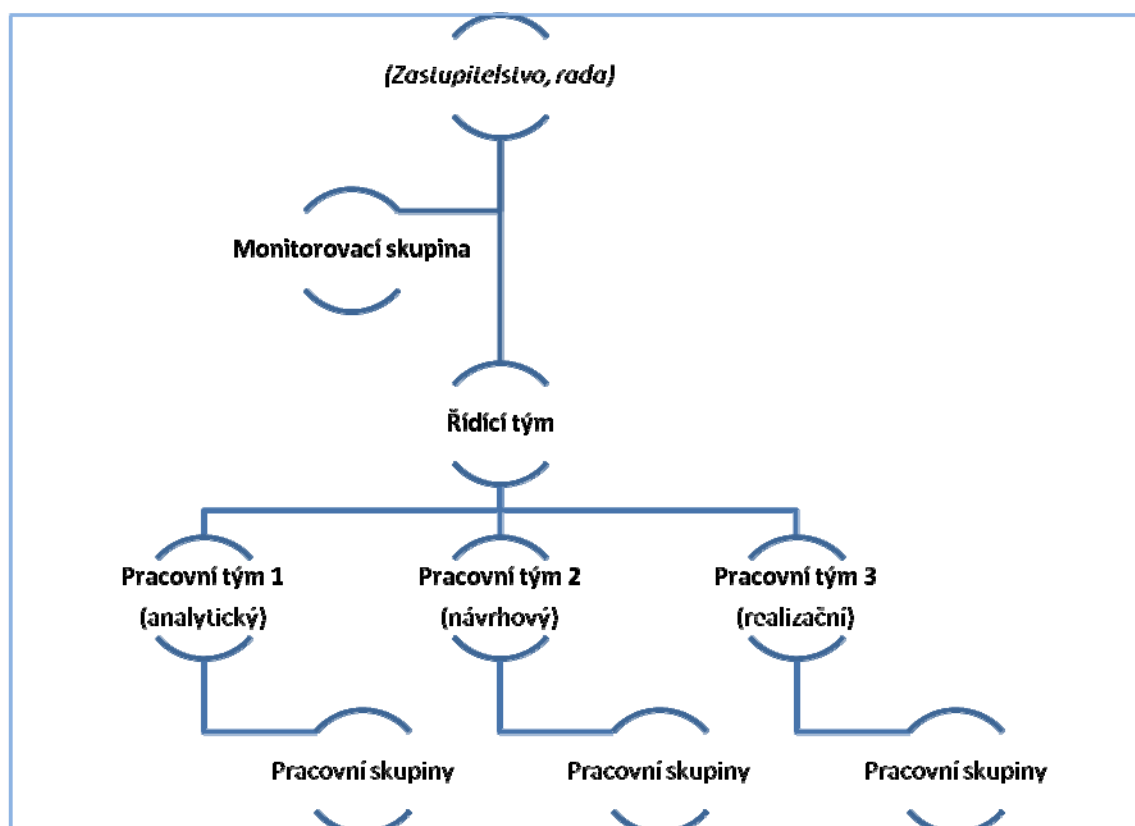 (Zastupitelstvo, rada)
Monitorovací skupina
Řídící tým
Pracovní tým 1
(analytický)
Pracovní tým 2
(návrhový)
Pracovní tým 3
(realizační)
Pracovní skupiny
Pracovní skupiny
Pracovní skupiny